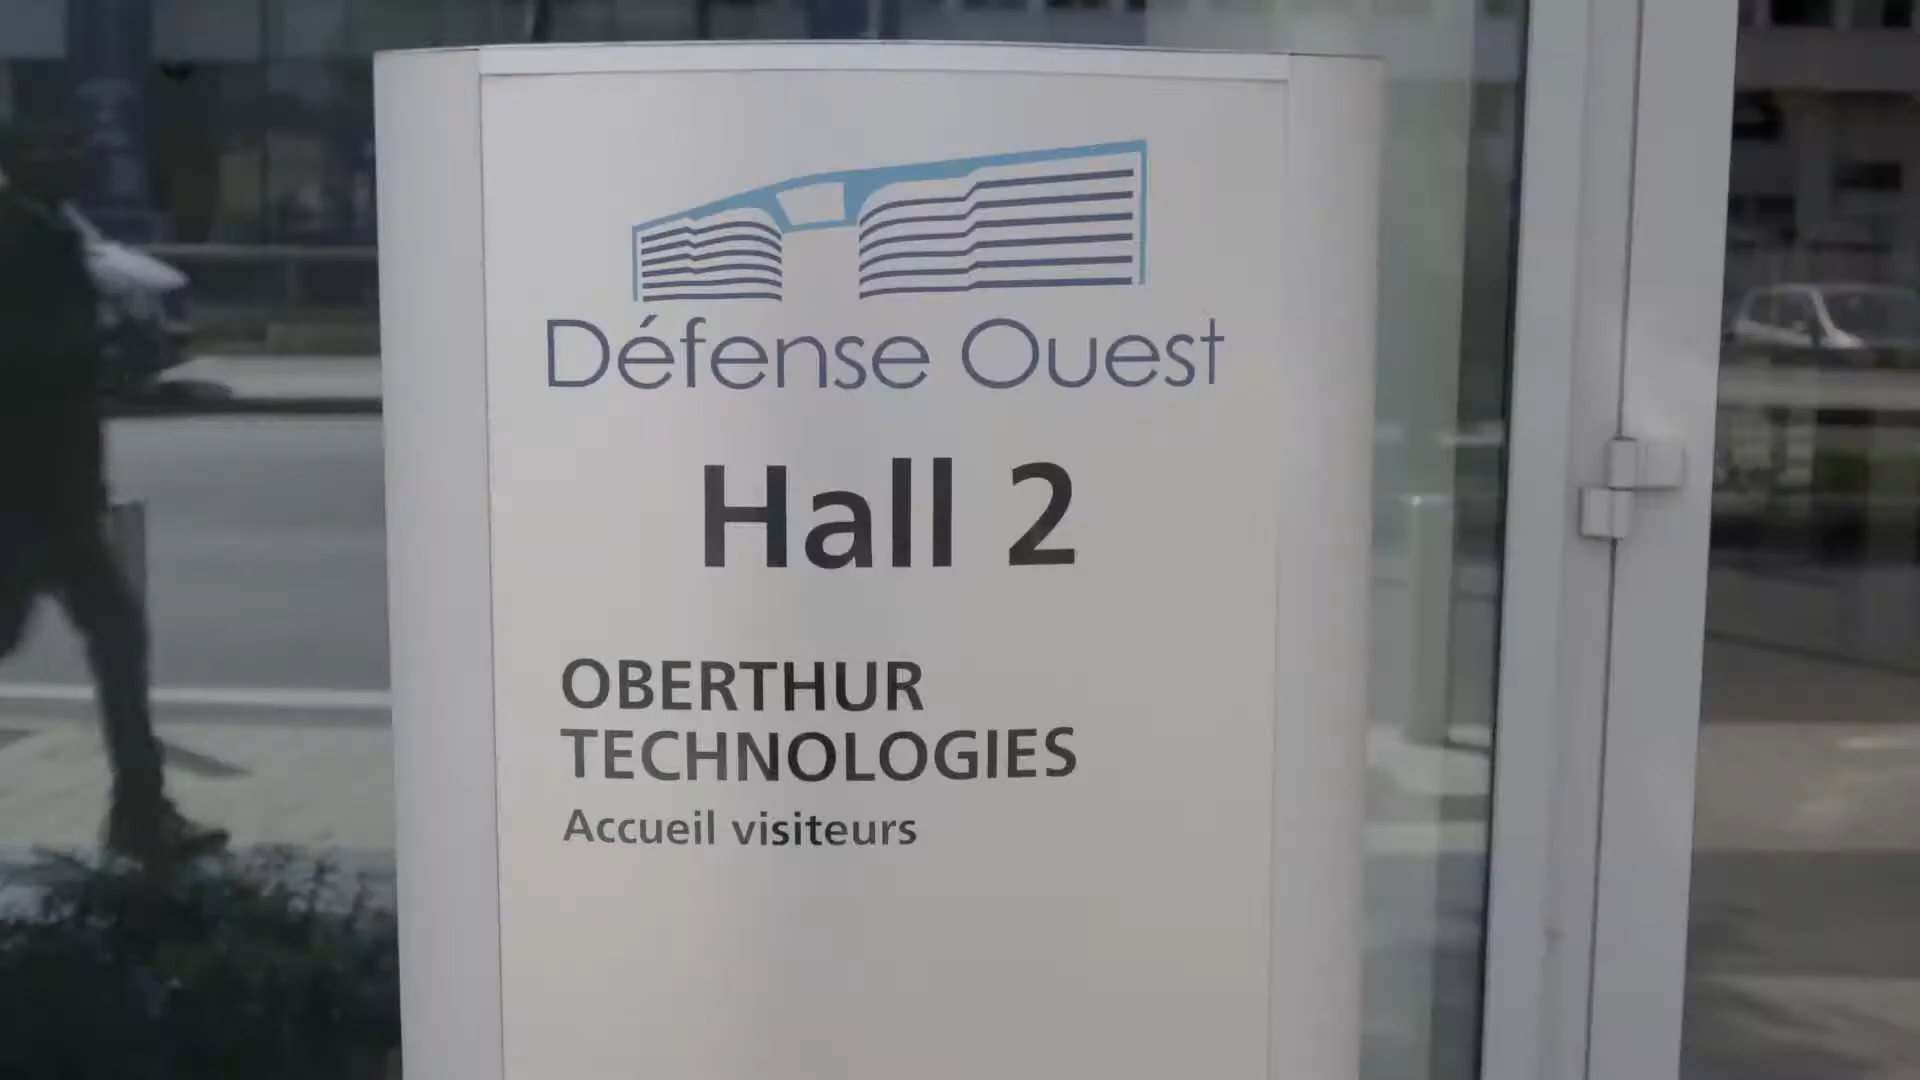 Défense Ouest
Hall 2
OBERTHUR
TECHNOLOGIES
Accueil visiteurs